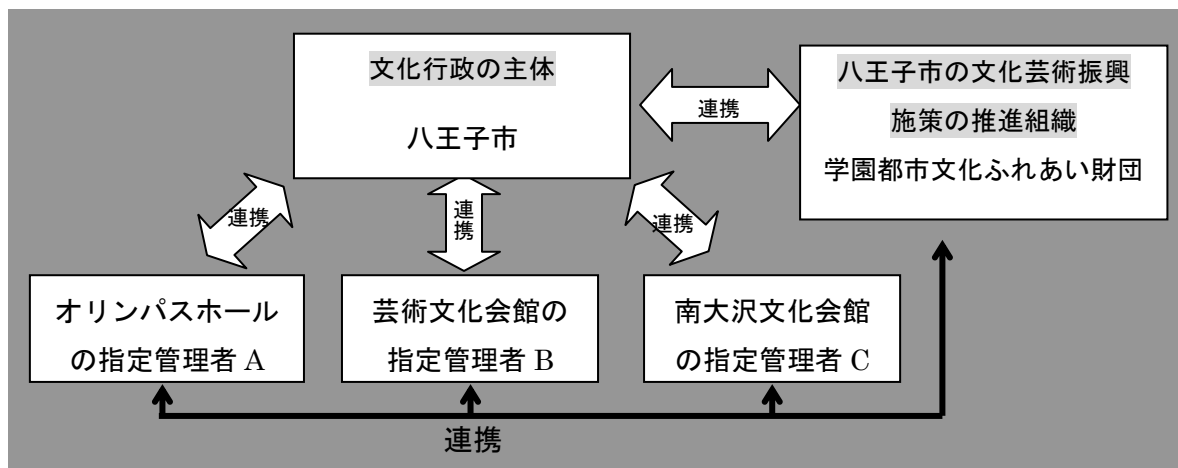 文化行政の主体
八王子市
連携
八王子市の文化芸術振興
施策の推進組織
学園都市文化ふれあい財団
連携
連携
連携
オリンパスホール
の指定管理者 A
芸術文化会館の
指定管理者 B
南大沢文化会館
の指定管理者 C
連携